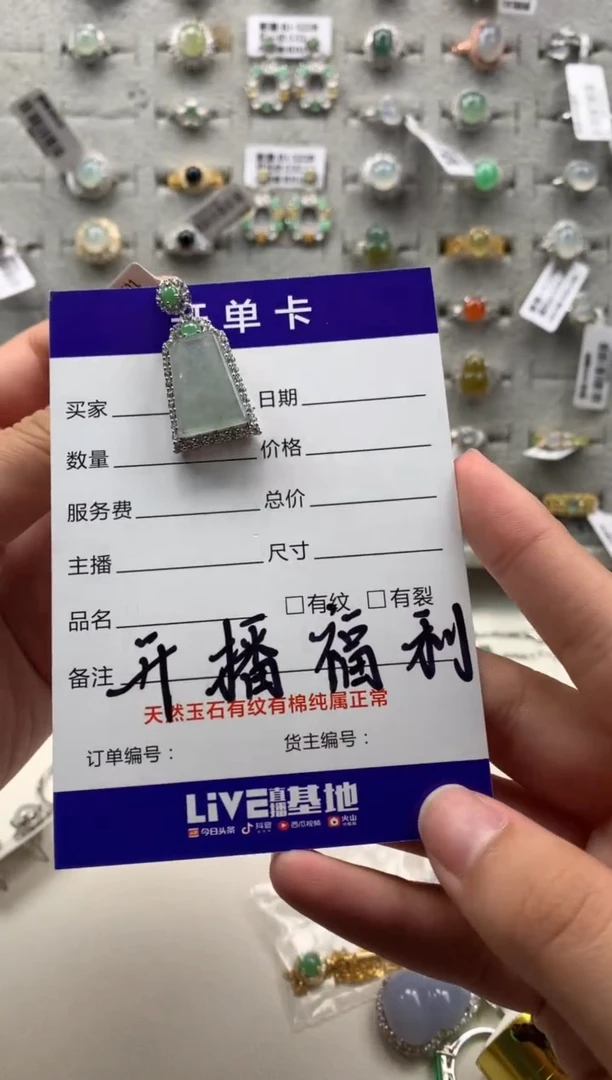 单卡
买家 日期
数量 价格
服务费 总价
主播 尺寸
品名 □有纹 □有裂
备注 开播福利
天然玉石有纹有棉纯属正常
订单编号： 货主编号：
LiVE直播基地
今日头条 抖音 西瓜视频 火山